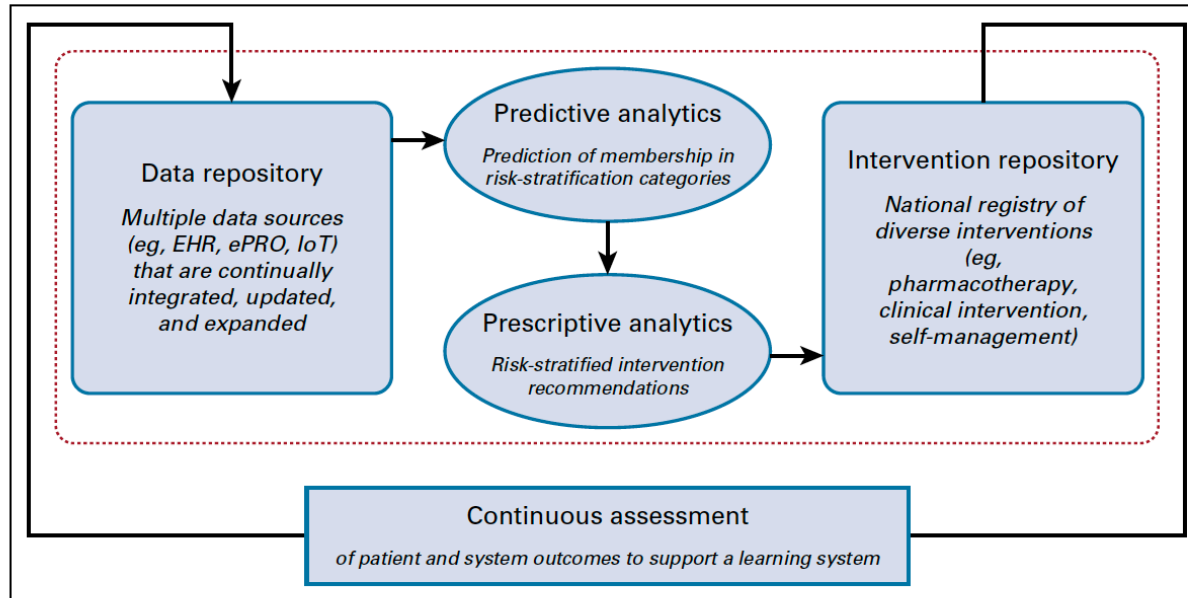 Data repository
Multiple data sources
(eg, EHR, ePRO, IoT)
that are continually
integrated, updated,
and expanded
Predictive analytics
Prediction of membership in
risk-stratification categories
Prescriptive analytics
Risk-stratified intervention
recommendations
Intervention repository
National registry of
diverse interventions
(eg,
pharmacotherapy,
clinical intervention,
self-management)
Continuous assessment
of patient and system outcomes to support a learning system